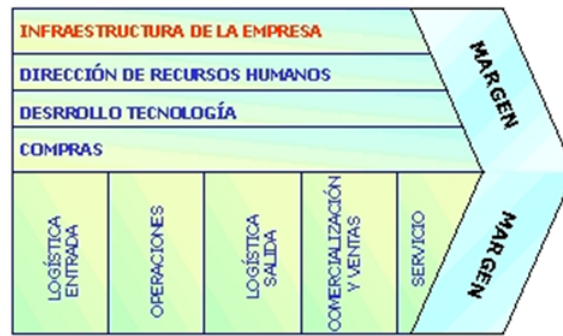 INFRAESTRUCTURA DE LA EMPRESA
DIRECCIÓN DE RECURSOS HUMANOS
DESRROLLO TECNOLOGÍA
COMPRAS
MARGEN
LOGÍSTICA
ENTRADA
OPERACIONES
LOGÍSTICA
SALIDA
COMERCIALIZACIÓN
Y VENTAS
SERVICIO
MARGEN